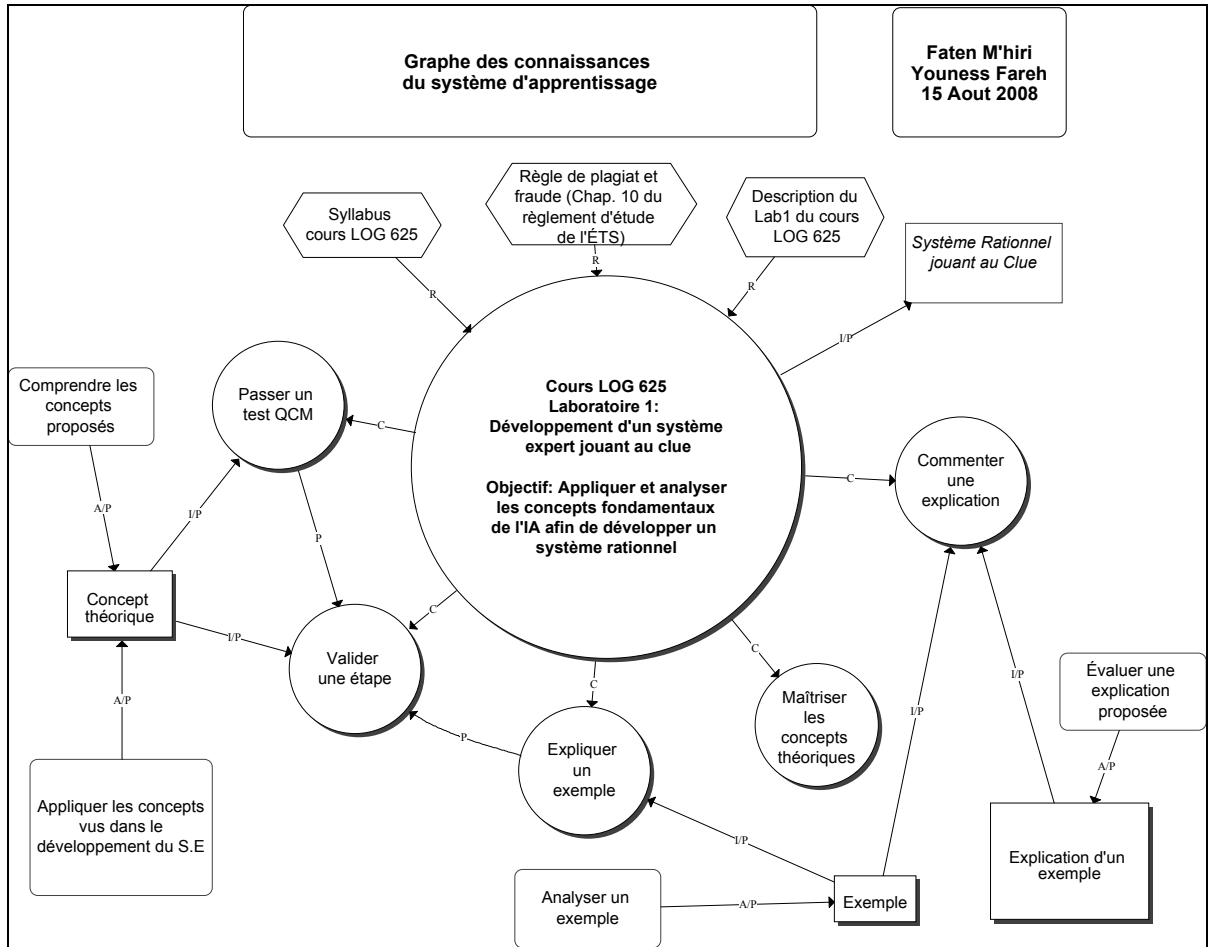 Graphe des connaissances
du système d'apprentissage
Faten M'hiri
Youness Fareh
15 Aout 2008
Syllabus
cours LOG 625
Règle de plagiat et
fraude (Chap. 10 du
règlement d'étude
de l'ÉTS)
Description du
Lab1 du cours
LOG 625
Système Rationnel
jouant au Clue
R
R
R
I/P
Comprendre les
concepts
proposés
Passer un
test QCM
C
Cours LOG 625
Laboratoire 1:
Développement d'un système
expert jouant au clue
Objectif: Appliquer et analyser
les concepts fondamentaux
de l'IA afin de développer un
système rationnel
C
Commenter
une
explication
A/P
I/P
P
Concept
théorique
I/P
C
Valider
une étape
C
C
Maîtriser
les
concepts
théoriques
I/P
I/P
Évaluer une
explication
proposée
A/P
P
Expliquer
un
exemple
A/P
Appliquer les concepts
vus dans le
développement du S.E
I/P
Explication d'un
exemple
Analyser un
exemple
A/P
Exemple